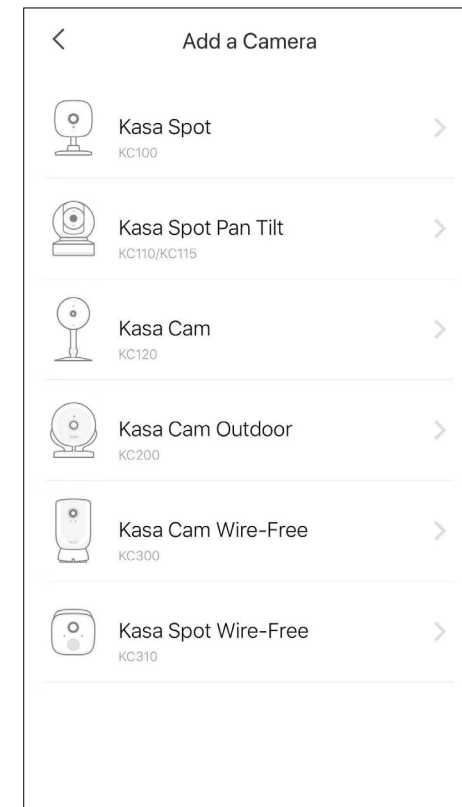 Add a Camera
Kasa Spot
KC100
Kasa Spot Pan Tilt
KC110/KC115
Kasa Cam
KC120
Kasa Cam Outdoor
KC200
Kasa Cam Wire-Free
KC300
Kasa Spot Wire-Free
KC310